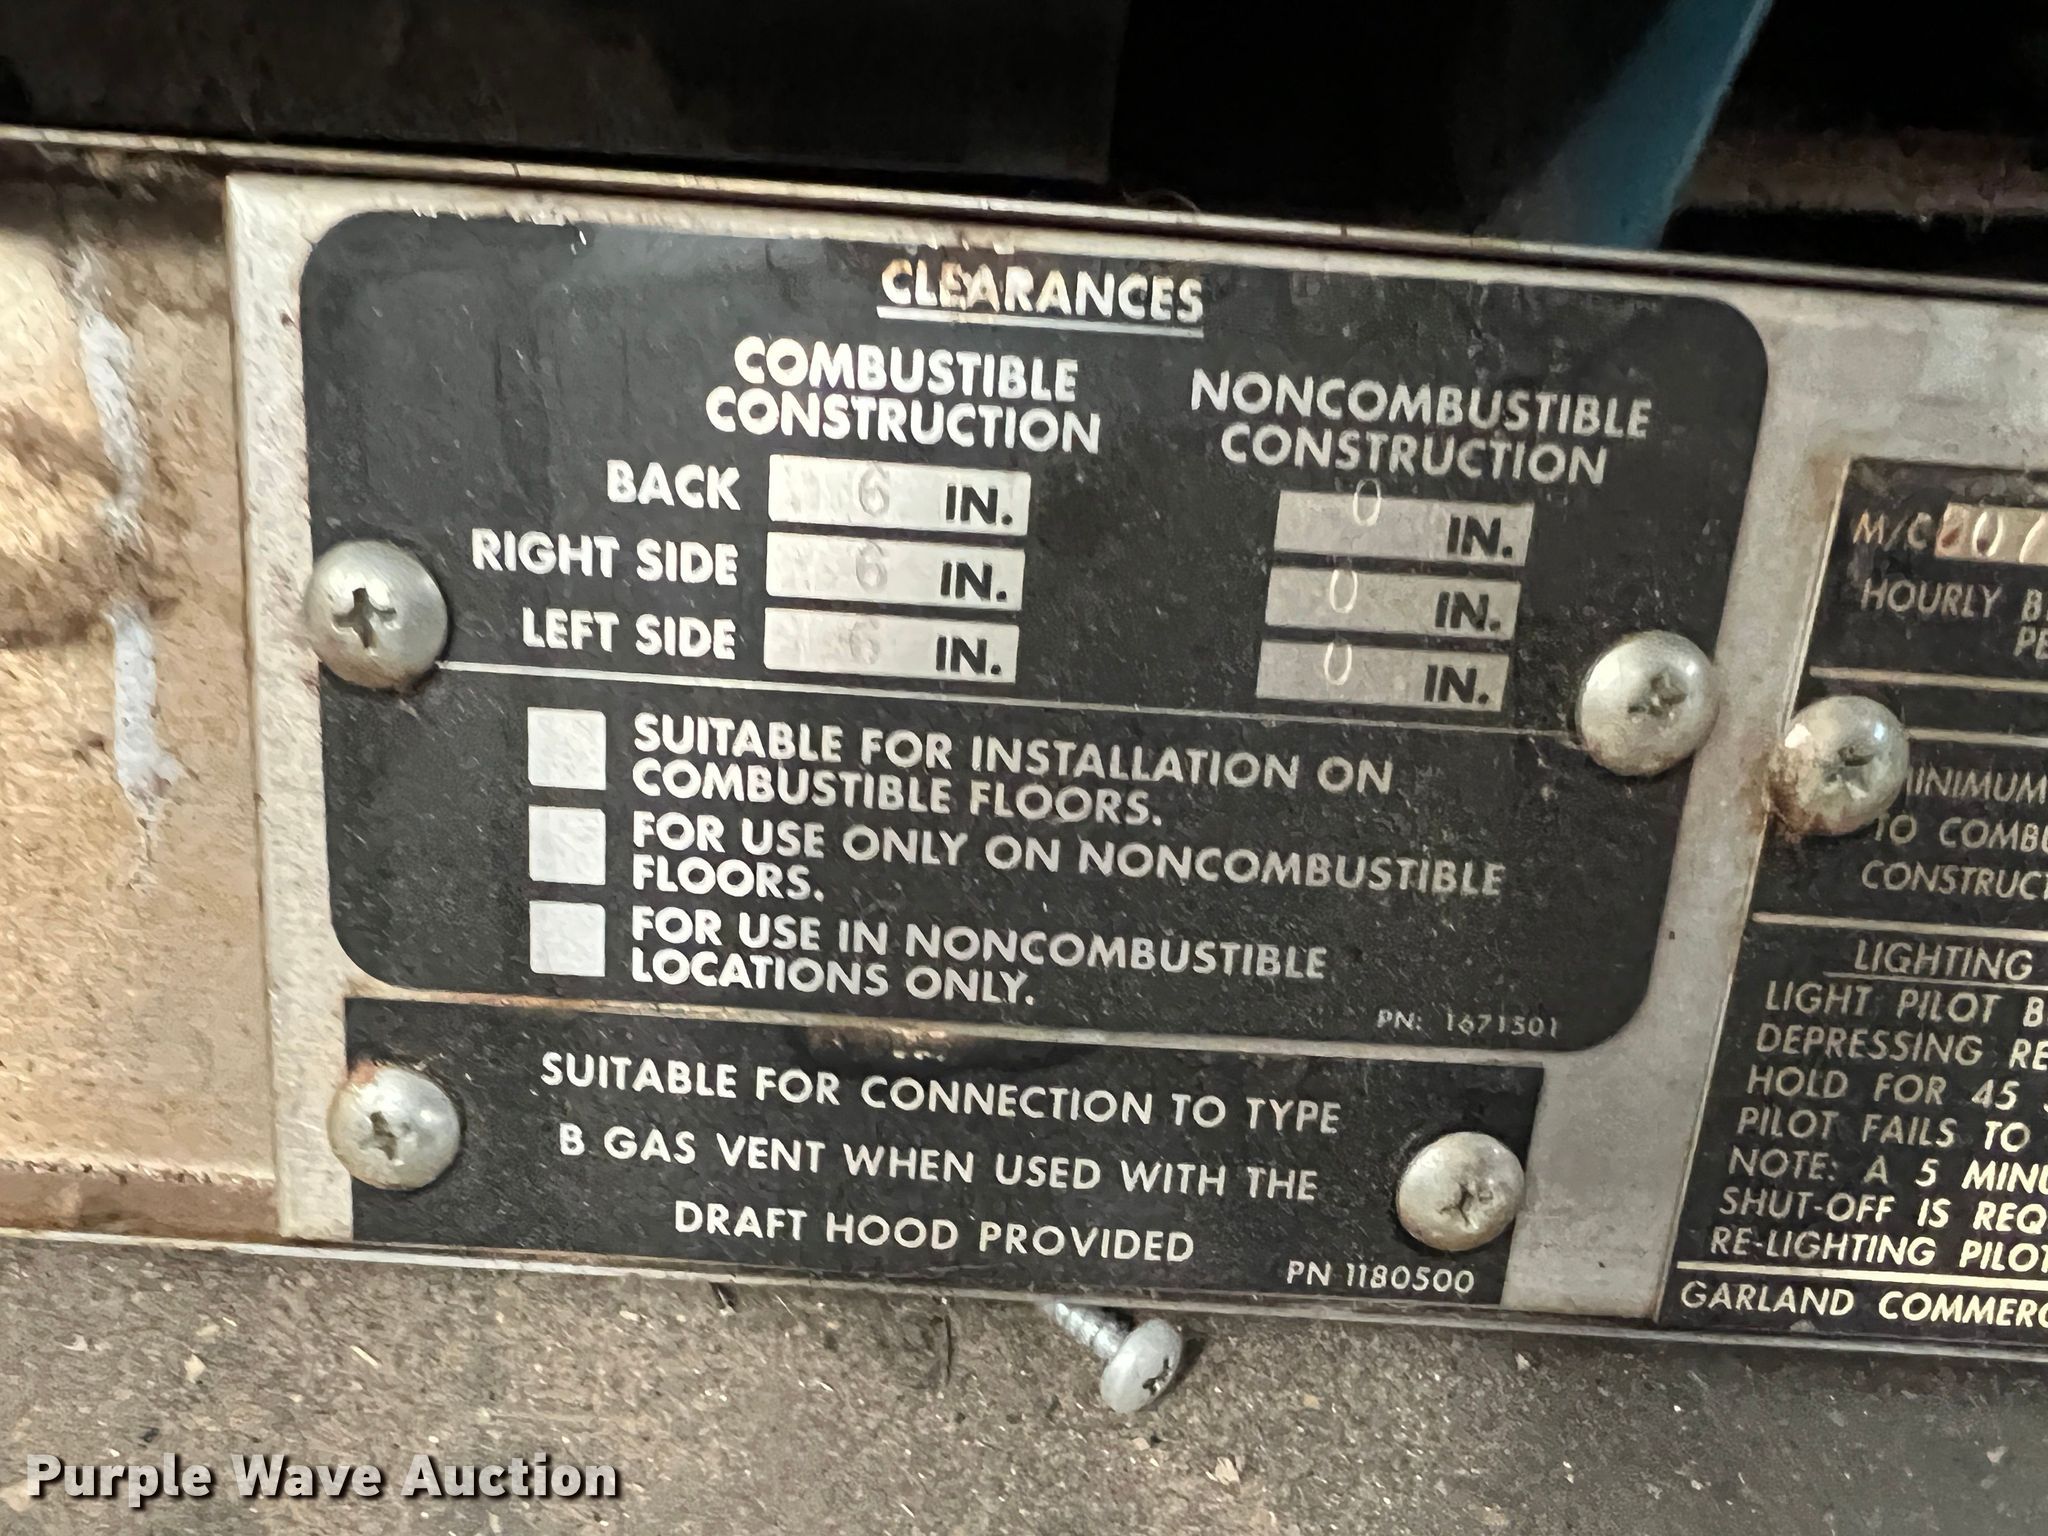 CLEARANCES
COMBUSTIBLE
CONSTRUCTION
NONCOMBUSTIBLE
CONSTRUCTION
BACK 6 IN. 0 IN.
RIGHT SIDE 6 IN. 0 IN.
LEFT SIDE 6 IN. 0 IN.
SUITABLE FOR INSTALLATION ON
COMBUSTIBLE FLOORS.
FOR USE ONLY ON NONCOMBUSTIBLE
FLOORS.
FOR USE IN NONCOMBUSTIBLE
LOCATIONS ONLY.
PN: 1671501
SUITABLE FOR CONNECTION TO TYPE
B GAS VENT WHEN USED WITH THE
DRAFT HOOD PROVIDED
PN 1180500
M/C
HOURLY
TO
LIGHTING
LIGHT PILOT
DEPRESSING
HOLD FOR 45
PILOT FAILS TO
NOTE: A 5
SHUT-OFF IS
RE-LIGHTING PILOT
GARLAND
Purple Wave Auction